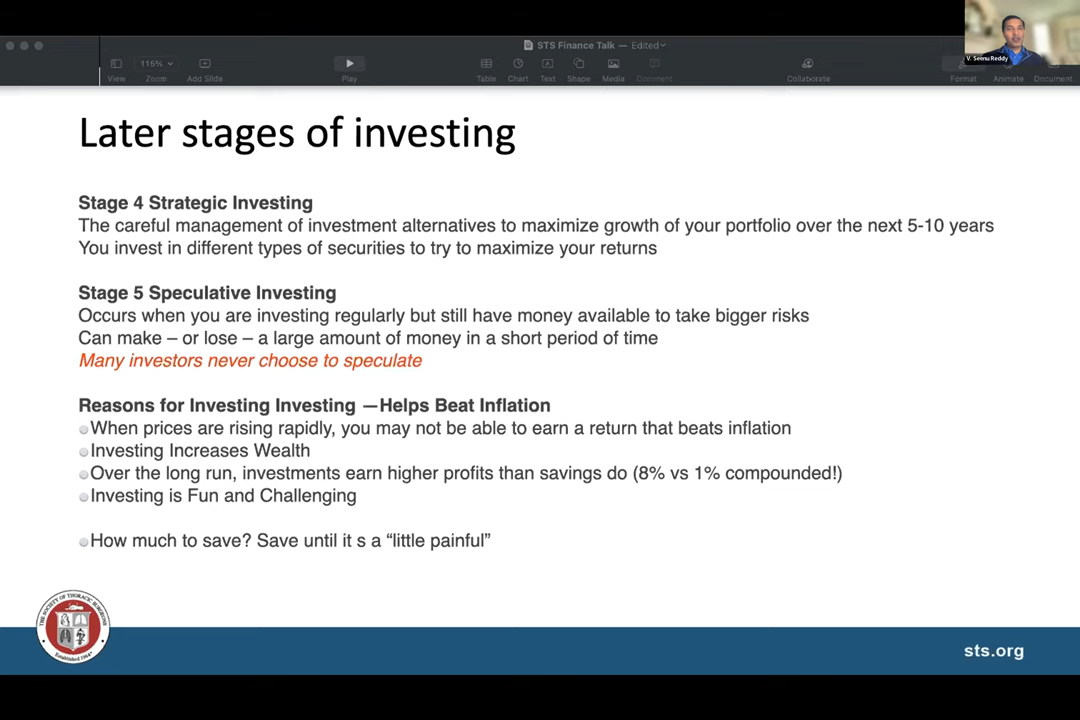 STS Finance Talk — Edited
V. Seenu Reddy
116%
View
Zoom
Add Slide
Play
Table
Chart
Text
Shape
Media
Comment
Collaborate
Format
Animate
Document
Later stages of investing
Stage 4 Strategic Investing
The careful management of investment alternatives to maximize growth of your portfolio over the next 5-10 years
You invest in different types of securities to try to maximize your returns
Stage 5 Speculative Investing
Occurs when you are investing regularly but still have money available to take bigger risks
Can make – or lose – a large amount of money in a short period of time
Many investors never choose to speculate
Reasons for Investing Investing —Helps Beat Inflation
When prices are rising rapidly, you may not be able to earn a return that beats inflation
Investing Increases Wealth
Over the long run, investments earn higher profits than savings do (8% vs 1% compounded!)
Investing is Fun and Challenging
How much to save? Save until it s a “little painful”
THE SOCIETY OF THORACIC SURGEONS
Established 1964
sts.org